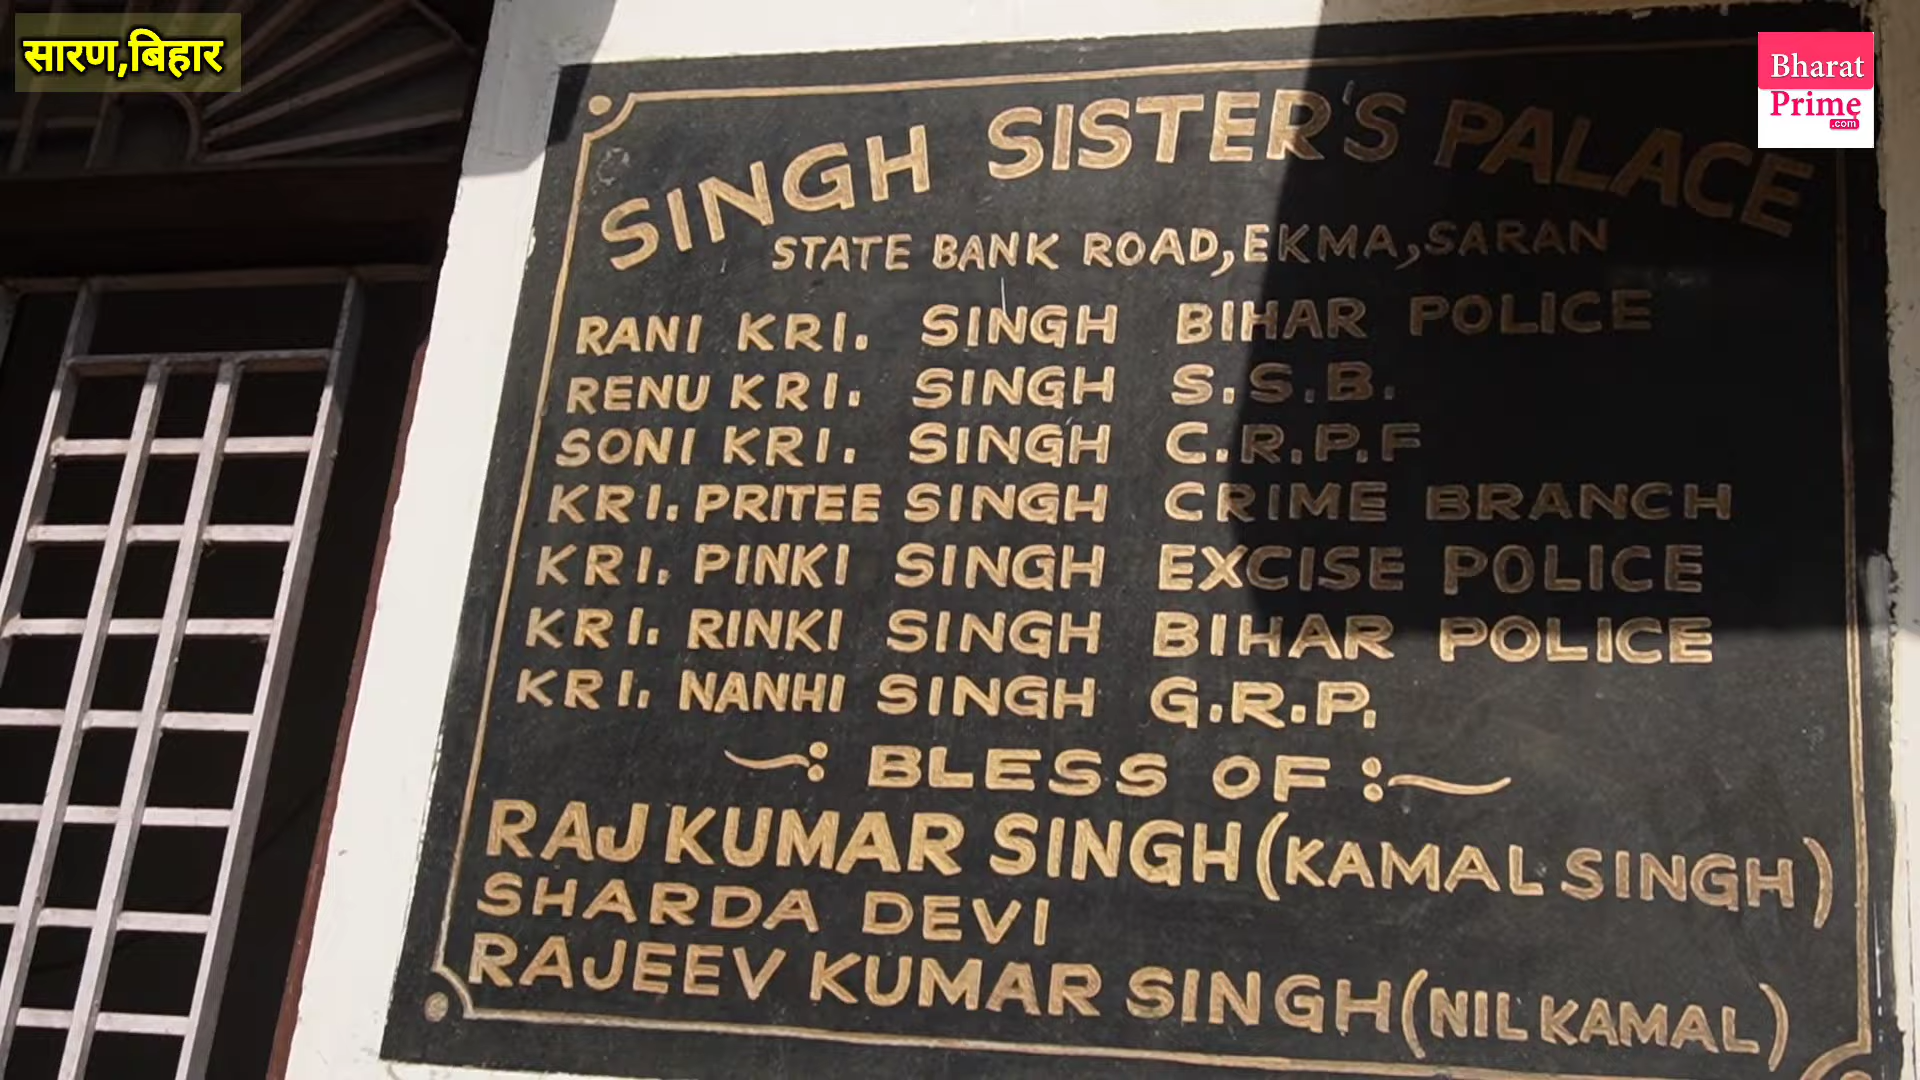 सारण,बिहार
Bharat
Prime
.com
SINGH SISTER'S PALACE
STATE BANK ROAD, EKMA, SARAN
RANI KRI. SINGH BIHAR POLICE
RENU KRI. SINGH S.S.B.
SONI KRI. SINGH C.R.P.F
KRI. PRITEE SINGH CRIME BRANCH
KRI. PINKI SINGH EXCISE POLICE
KRI. RINKI SINGH BIHAR POLICE
KRI. NANHI SINGH G.R.P.
~: BLESS OF :~
RAJ KUMAR SINGH (KAMAL SINGH)
SHARDA DEVI
RAJEEV KUMAR SINGH (NILKAMAL)